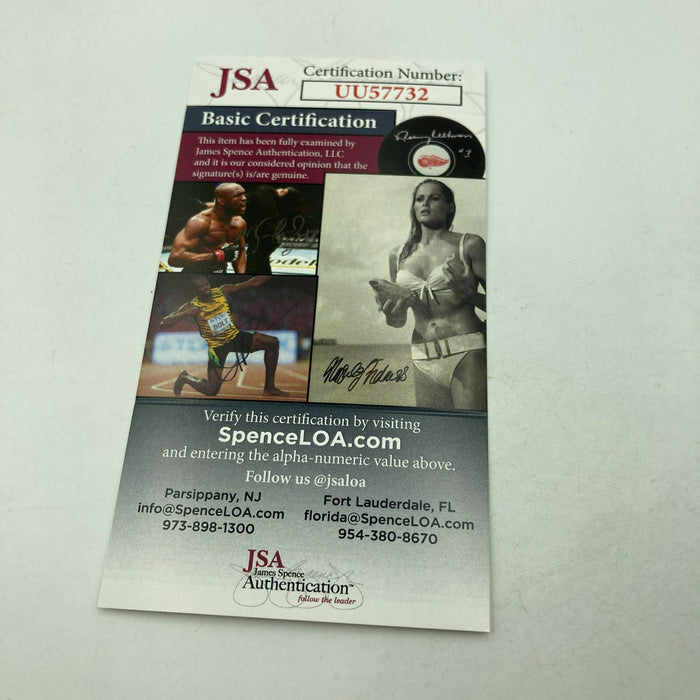 JSA
Certification Number:
UU57732
Basic Certification
This item has been fully examined by
James Spence Authentication, LLC
and it is our considered opinion that the
signature(s) is/are genuine.
#7
BOLT
Verify this certification by visiting
SpenceLOA.com
and entering the alpha-numeric value above.
Follow us @jsaloa
Parsippany, NJ
info@SpenceLOA.com
973-898-1300
Fort Lauderdale, FL
florida@SpenceLOA.com
954-380-8670
JSA
James Spence
Authentication™
follow the leader